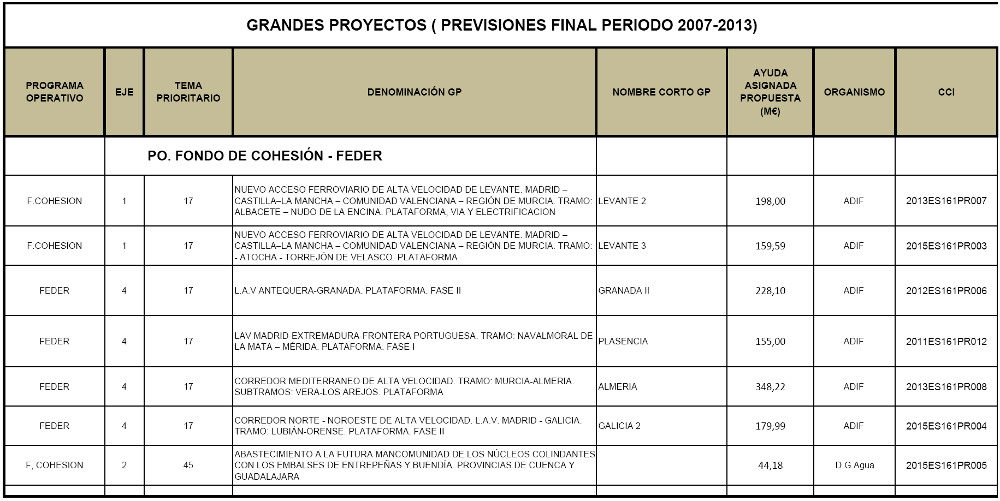 GRANDES PROYECTOS ( PREVISIONES FINAL PERIODO 2007-2013)
PROGRAMA
OPERATIVO
EJE
TEMA
PRIORITARIO
DENOMINACIÓN GP
NOMBRE CORTO GP
AYUDA
ASIGNADA
PROPUESTA
(M€)
ORGANISMO
CCI
PO. FONDO DE COHESIÓN - FEDER
F.COHESION
1
17
NUEVO ACCESO FERROVIARIO DE ALTA VELOCIDAD DE LEVANTE. MADRID –
CASTILLA–LA MANCHA – COMUNIDAD VALENCIANA – REGIÓN DE MURCIA. TRAMO:
ALBACETE – NUDO DE LA ENCINA. PLATAFORMA, VIA Y ELECTRIFICACION
LEVANTE 2
198,00
ADIF
2013ES161PR007
F.COHESION
1
17
NUEVO ACCESO FERROVIARIO DE ALTA VELOCIDAD DE LEVANTE. MADRID –
CASTILLA–LA MANCHA – COMUNIDAD VALENCIANA – REGIÓN DE MURCIA. TRAMO:
- ATOCHA - TORREJÓN DE VELASCO. PLATAFORMA
LEVANTE 3
159,59
ADIF
2015ES161PR003
FEDER
4
17
L.A.V ANTEQUERA-GRANADA. PLATAFORMA. FASE II
GRANADA II
228,10
ADIF
2012ES161PR006
FEDER
4
17
LAV MADRID-EXTREMADURA-FRONTERA PORTUGUESA. TRAMO: NAVALMORAL DE
LA MATA – MÉRIDA. PLATAFORMA. FASE I
PLASENCIA
155,00
ADIF
2011ES161PR012
FEDER
4
17
CORREDOR MEDITERRANEO DE ALTA VELOCIDAD. TRAMO: MURCIA-ALMERIA.
SUBTRAMOS: VERA-LOS AREJOS. PLATAFORMA
ALMERIA
348,22
ADIF
2013ES161PR008
FEDER
4
17
CORREDOR NORTE - NOROESTE DE ALTA VELOCIDAD. L.A.V. MADRID - GALICIA.
TRAMO: LUBIÁN-ORENSE. PLATAFORMA. FASE II
GALICIA 2
179,99
ADIF
2015ES161PR004
F, COHESION
2
45
ABASTECIMIENTO A LA FUTURA MANCOMUNIDAD DE LOS NÚCLEOS COLINDANTES
CON LOS EMBALSES DE ENTREPEÑAS Y BUENDÍA. PROVINCIAS DE CUENCA Y
GUADALAJARA
44,18
D.G.Agua
2015ES161PR005